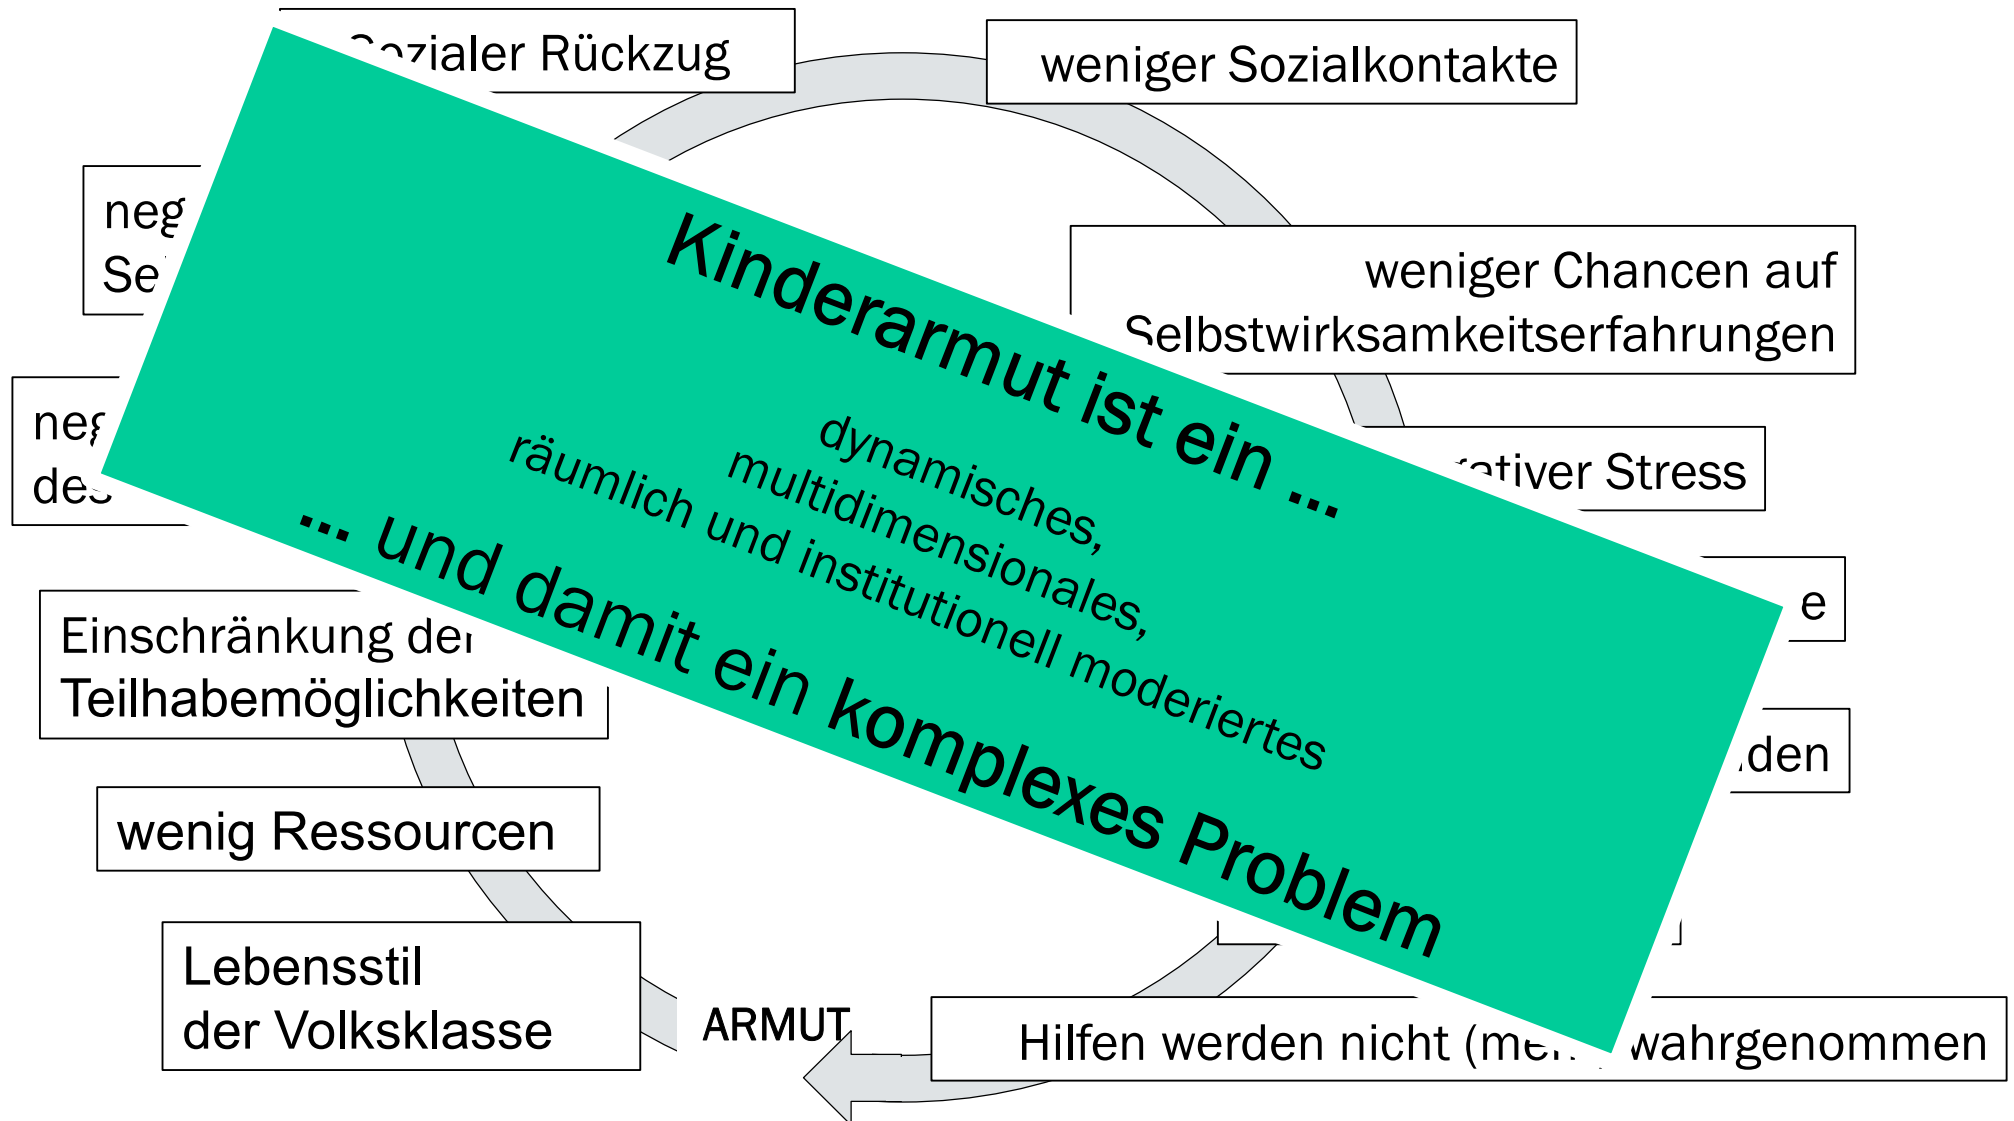 Sozialer Rückzug
weniger Sozialkontakte
weniger Chancen auf
Selbstwirksamkeitserfahrungen
Stress
Einschränkung der
Teilhabemöglichkeiten
wenig Ressourcen
Lebensstil
der Volksklasse
ARMUT
Hilfen werden nicht wahrgenommen
Kinderarmut ist ein ...
dynamisches,
multidimensionales,
räumlich und institutionell moderiertes
... und damit ein komplexes Problem